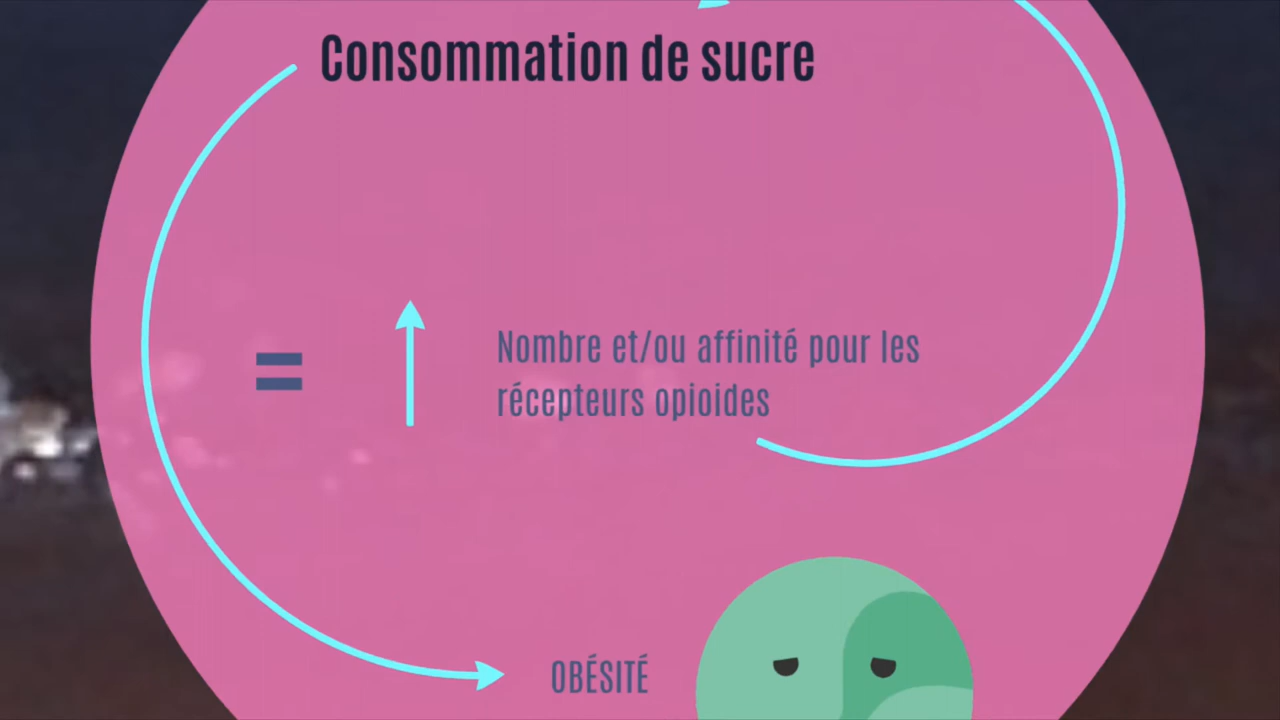 Consommation de sucre
=
Nombre et/ou affinité pour les
récepteurs opioides
OBÉSITÉ